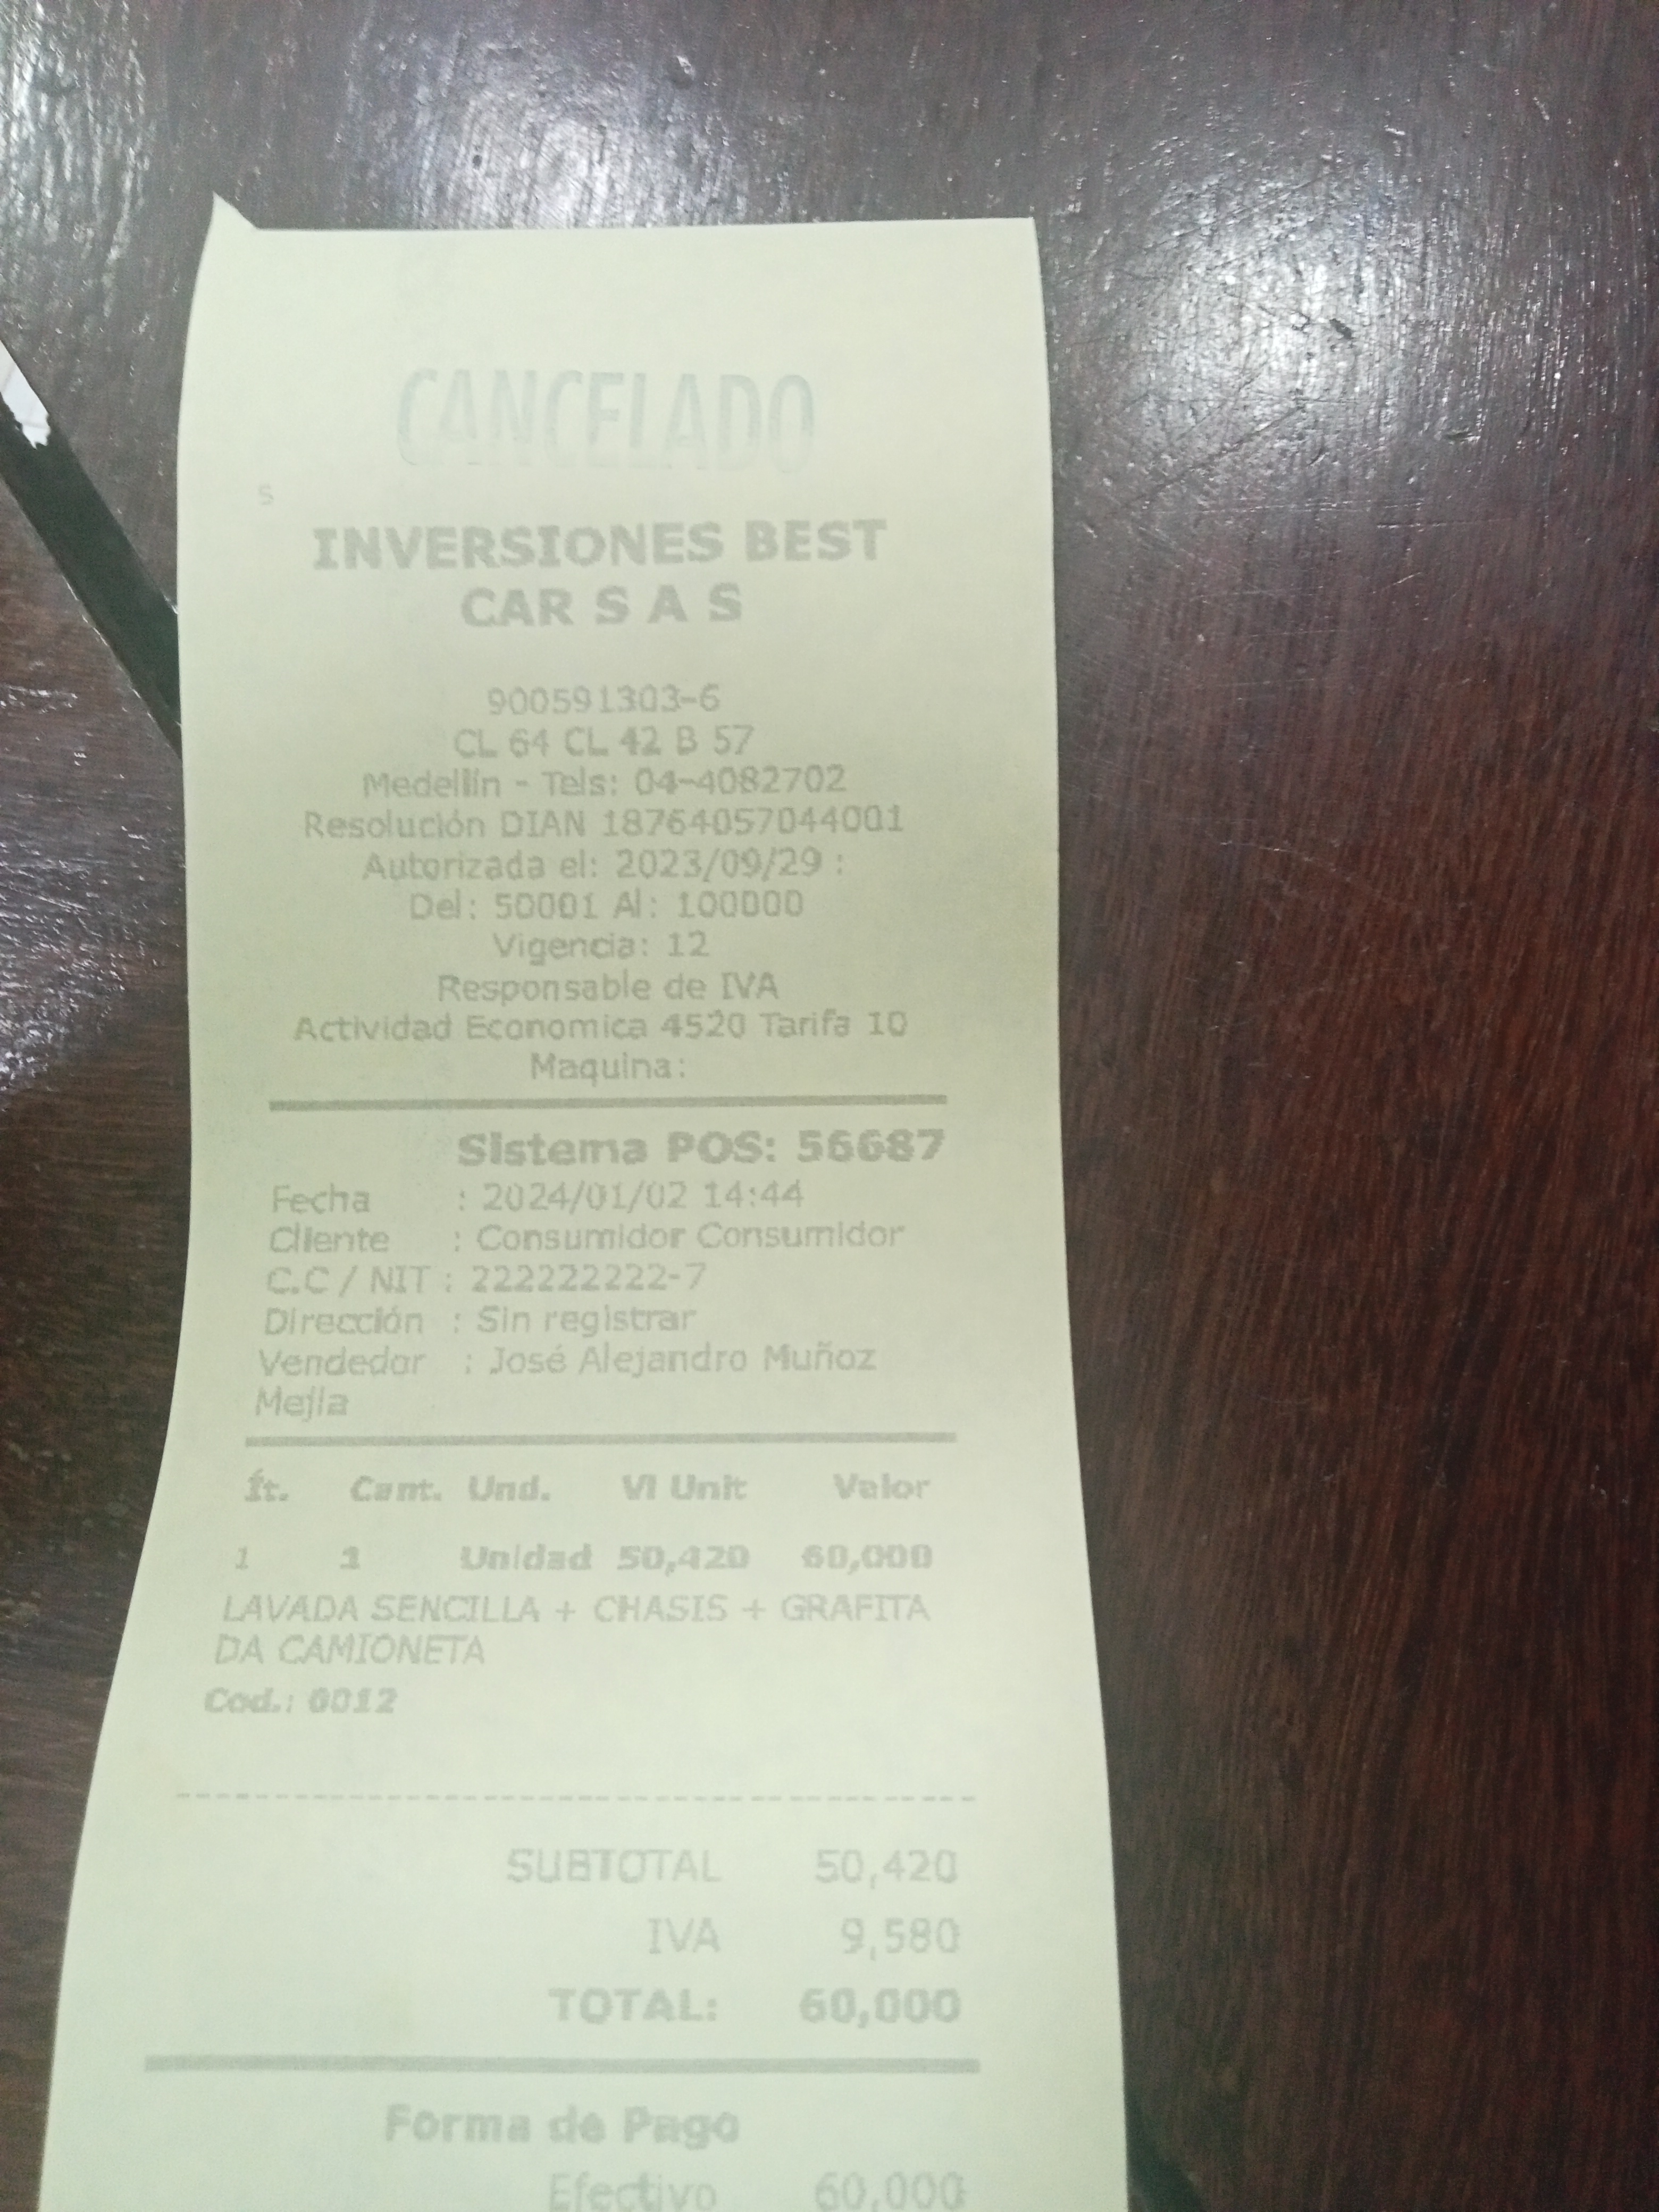 CANCELADO
S
INVERSIONES BEST
CAR S A S
900591303-6
CL 64 CL 42 B 57
Medellín - Tels: 04-4082702
Resolución DIAN 18764057044001
Autorizada el: 2023/09/29 :
Del: 50001 Al: 100000
Vigencia: 12
Responsable de IVA
Actividad Economica 4520 Tarifa 10
Maquina:
Sistema POS: 56687
Fecha : 2024/01/02 14:44
Cliente : Consumidor Consumidor
C.C / NIT : 222222222-7
Dirección : Sin registrar
Vendedor : José Alejandro Muñoz
Mejia
Ít. Cant. Und. Vl Unit Valor
1 1 Unidad 50,420 60,000
LAVADA SENCILLA + CHASIS + GRAFITA
DA CAMIONETA
Cod.: 0012
SUBTOTAL 50,420
IVA 9,580
TOTAL: 60,000
Forma de Pago
Efectivo 60,000